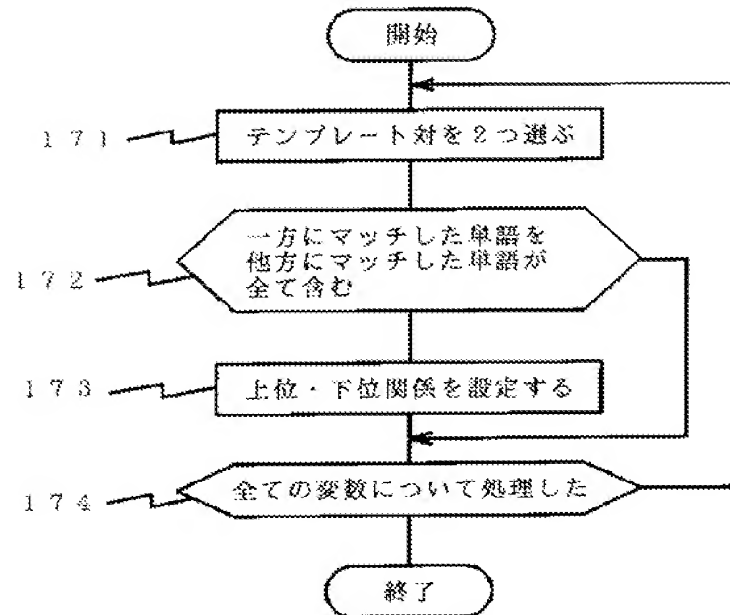 開始
171
テンプレート対を2つ選ぶ
一方にマッチした単語を
他方にマッチした単語が
全て含む
172
173
上位・下位関係を設定する
174
全ての変数について処理した
終了